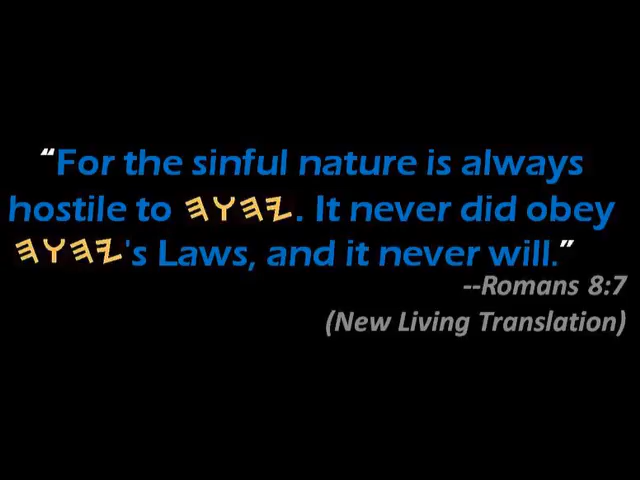 “For the sinful nature is always
hostile to 𐤉𐤄𐤅𐤄. It never did obey
𐤉𐤄𐤅𐤄's Laws, and it never will.”
--Romans 8:7
(New Living Translation)